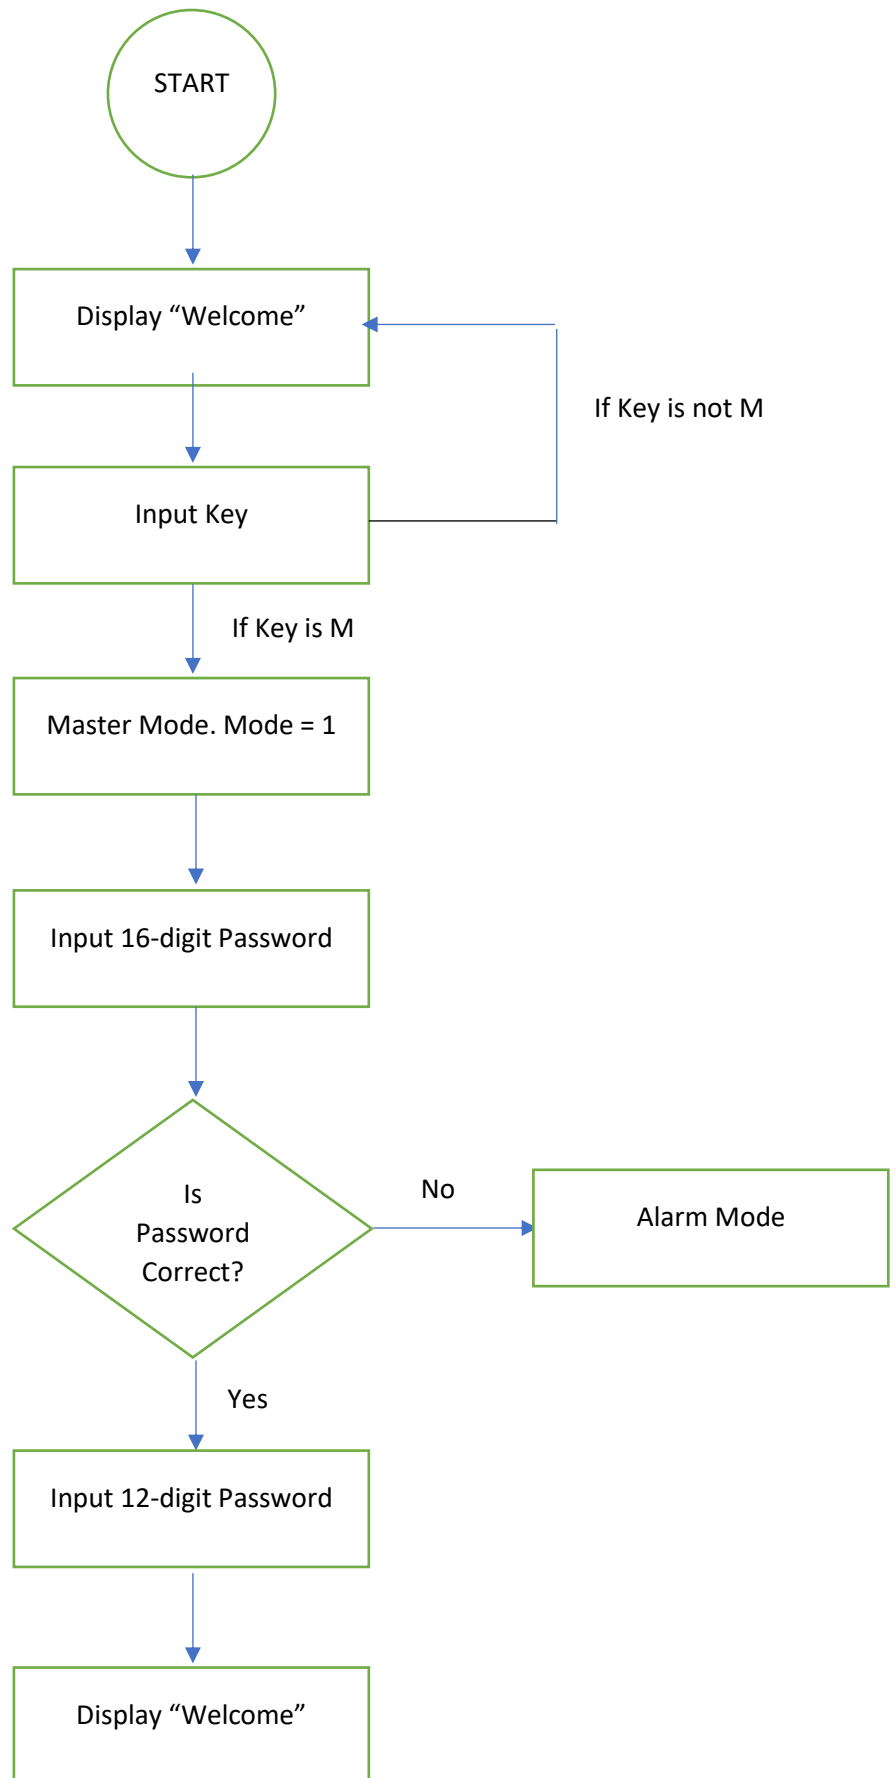 START
Display “Welcome”
If Key is not M
Input Key
If Key is M
Master Mode. Mode = 1
Input 16-digit Password
Is
Password
Correct?
No
Alarm Mode
Yes
Input 12-digit Password
Display “Welcome”